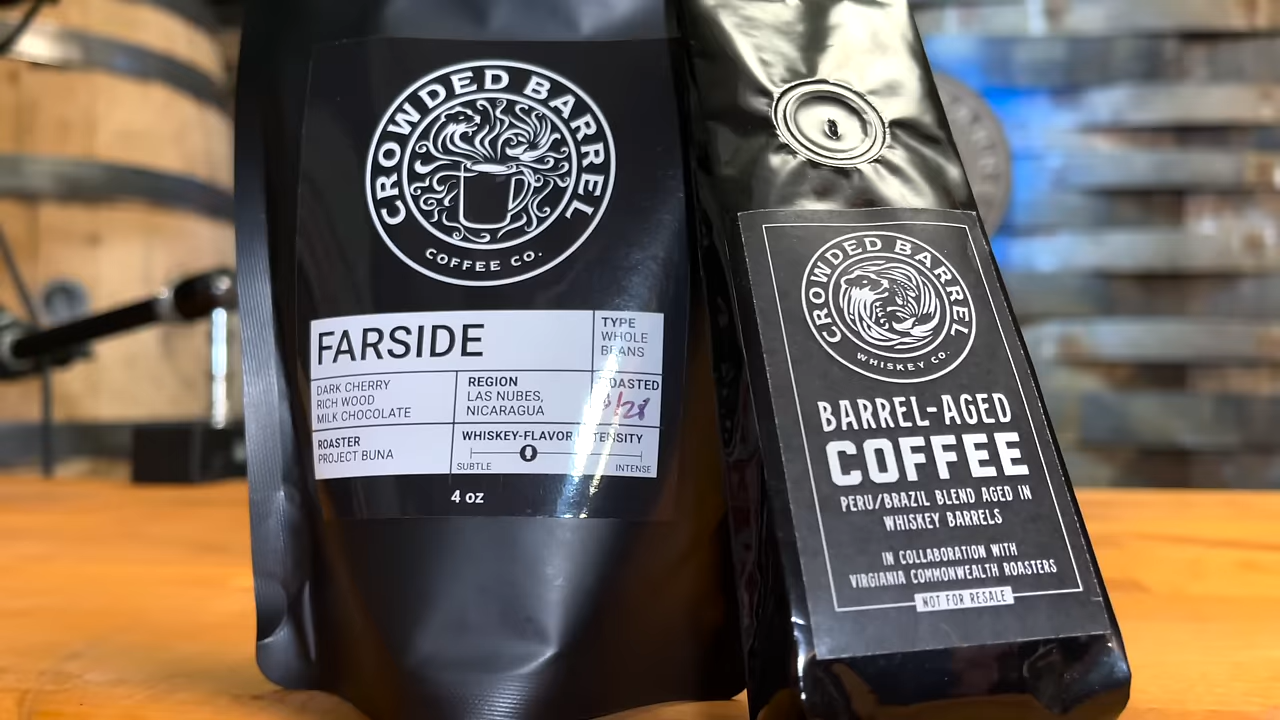 CROWDED BARREL
COFFEE CO.
FARSIDE
TYPE
WHOLE
BEANS
DARK CHERRY
RICH WOOD
MILK CHOCOLATE
REGION
LAS NUBES,
NICARAGUA
ROASTED
ROASTER
PROJECT BUNA
WHISKEY-FLAVOR INTENSITY
SUBTLE
INTENSE
4 oz
CROWDED BARREL
WHISKEY CO.
BARREL-AGED
COFFEE
PERU/BRAZIL BLEND AGED IN
WHISKEY BARRELS
IN COLLABORATION WITH
VIRGIANIA COMMONWEALTH ROASTERS
NOT FOR RESALE